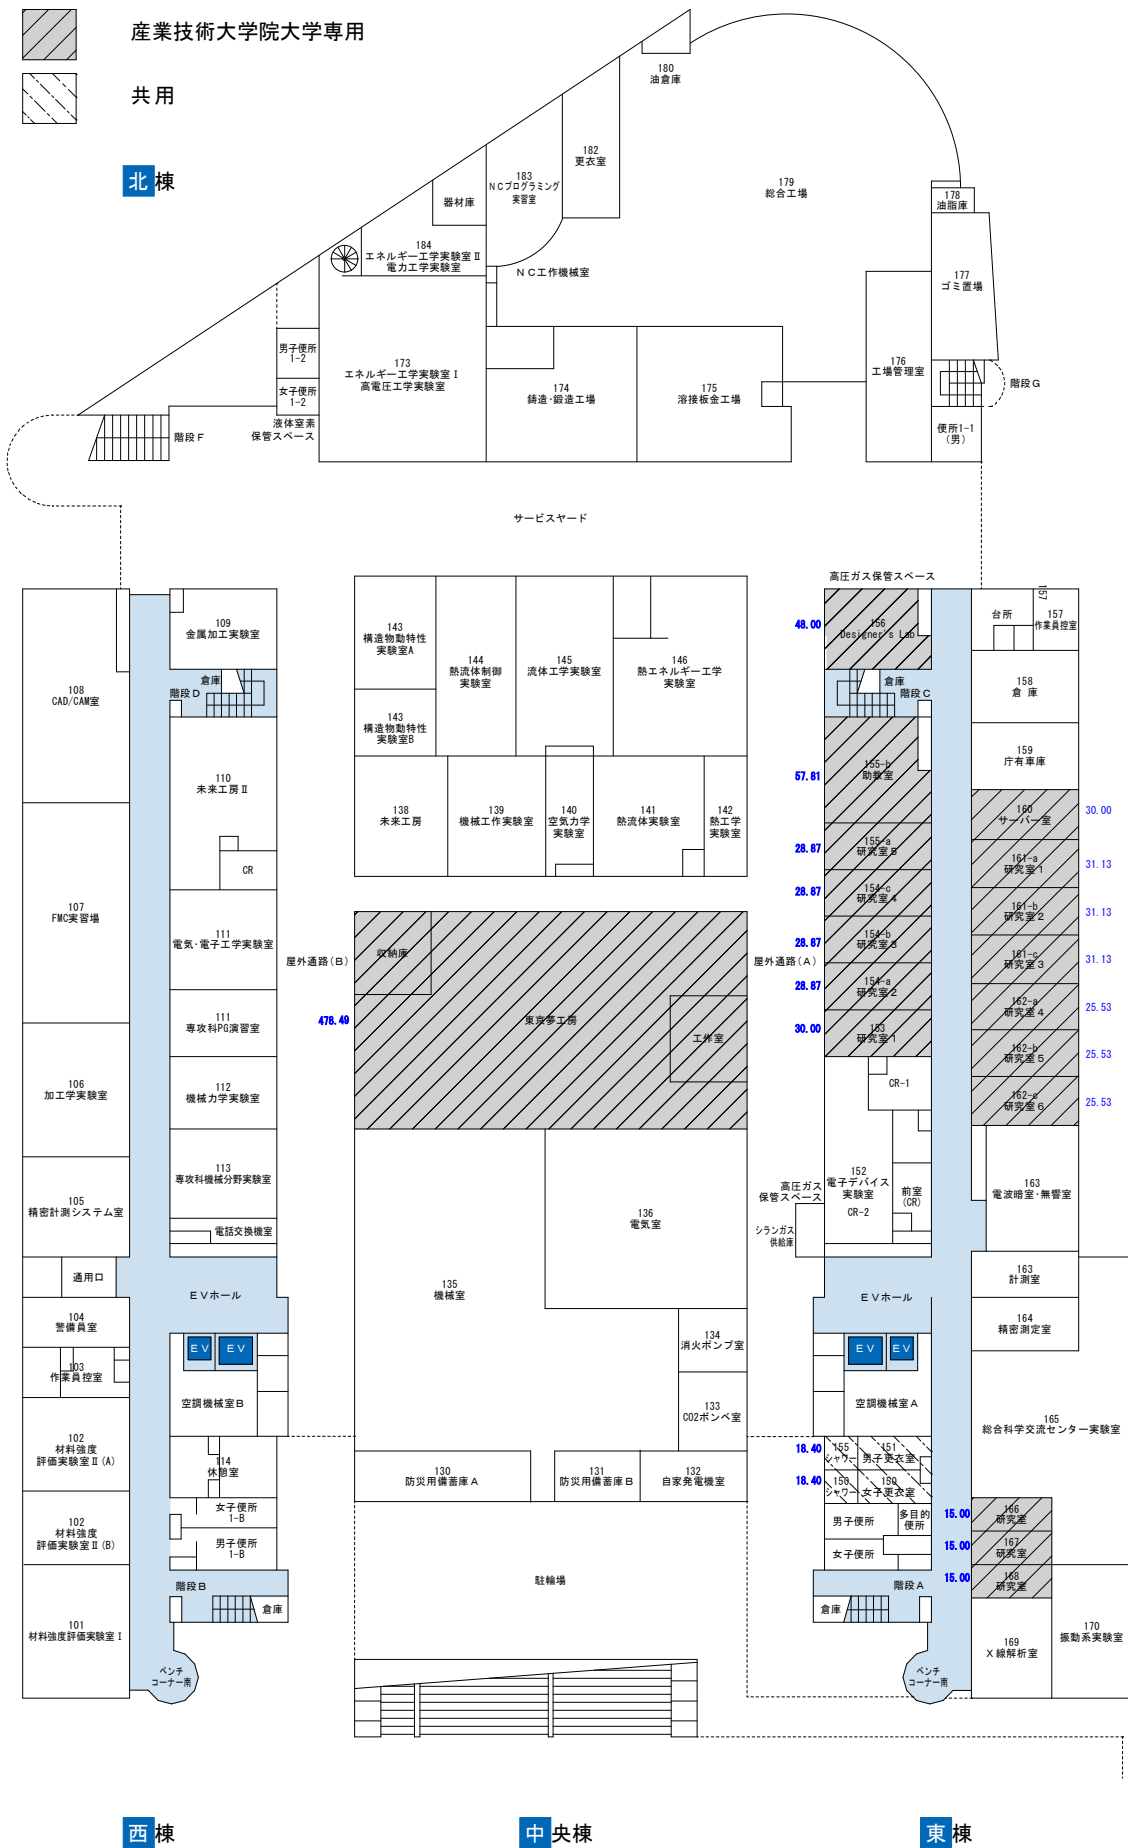 産業技術大学院大学専用
共用
北棟
180
油倉庫
182
更衣室
183
NCプログラミング
実習室
179
総合工場
178
油脂庫
器材庫
184
エネルギー工学実験室Ⅱ
電力工学実験室
NC工作機械室
177
ゴミ置場
男子便所
1-2
女子便所
1-2
173
エネルギー工学実験室Ⅰ
高電圧工学実験室
174
鋳造・鍛造工場
175
溶接板金工場
176
工場管理室
階段G
階段F
液体窒素
保管スペース
便所1-1
(男)
サービスヤード
高圧ガス保管スペース
108
CAD/CAM室
109
金属加工実験室
倉庫
階段D
143
構造物動特性
実験室A
143
構造物動特性
実験室B
144
熱流体制御
実験室
145
流体工学実験室
146
熱エネルギー工学
実験室
48.00
156
Designer's Lab
倉庫
階段C
台所
157
157
作業員控室
158
倉庫
159
庁有車庫
110
未来工房Ⅱ
CR
138
未来工房
139
機械工作実験室
140
空気力学
実験室
141
熱流体実験室
142
熱工学
実験室
57.81
155-b
助教室
28.87
155-a
研究室5
28.87
154-c
研究室4
28.87
154-b
研究室3
28.87
154-a
研究室2
30.00
153
研究室1
160
サーバー室
30.00
161-a
研究室1
31.13
161-b
研究室2
31.13
161-c
研究室3
31.13
162-a
研究室4
25.53
162-b
研究室5
25.53
162-c
研究室6
25.53
107
FMC実習場
111
電気・電子工学実験室
屋外通路(B)
収納庫
屋外通路(A)
478.49
東京夢工房
工作室
111
専攻科PG演習室
106
加工学実験室
112
機械力学実験室
CR-1
113
専攻科機械分野実験室
電話交換機室
105
精密計測システム室
136
電気室
高圧ガス
保管スペース
シランガス
供給庫
152
電子デバイス
実験室
CR-2
前室
(CR)
163
電波暗室・無響室
通用口
EVホール
135
機械室
EVホール
163
計測室
104
警備員室
EV
EV
134
消火ポンプ室
EV
EV
164
精密測定室
103
作業員控室
空調機械室B
133
CO2ボンベ室
空調機械室A
165
総合科学交流センター実験室
102
材料強度
評価実験室Ⅱ(A)
114
休憩室
130
防災用備蓄庫A
131
防災用備蓄庫B
132
自家発電機室
18.40
155
シャワー
151
男子更衣室
18.40
150
シャワー
150
女子更衣室
102
材料強度
評価実験室Ⅱ(B)
女子便所
1-B
男子便所
1-B
男子便所
多目的
便所
女子便所
15.00
166
研究室
15.00
167
研究室
15.00
168
研究室
階段B
倉庫
駐輪場
階段A
倉庫
101
材料強度評価実験室Ⅰ
ベンチ
コーナー南
ベンチ
コーナー南
169
X線解析室
170
振動系実験室
西棟
中央棟
東棟